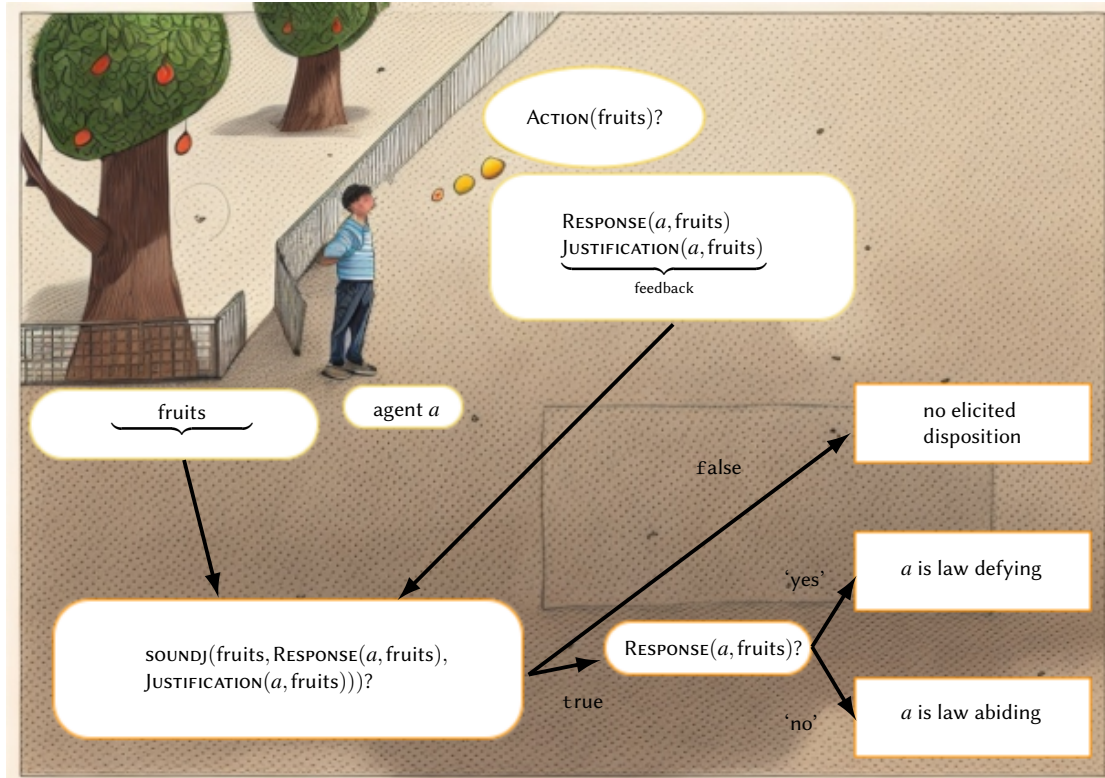 ACTION(fruits)?
RESPONSE(a, fruits)
JUSTIFICATION(a, fruits)
feedback
fruits
agent a
no elicited
disposition
false
a is law defying
‘yes’
SOUNDJ(fruits, RESPONSE(a, fruits),
JUSTIFICATION(a, fruits)))?
RESPONSE(a, fruits)?
true
‘no’
a is law abiding